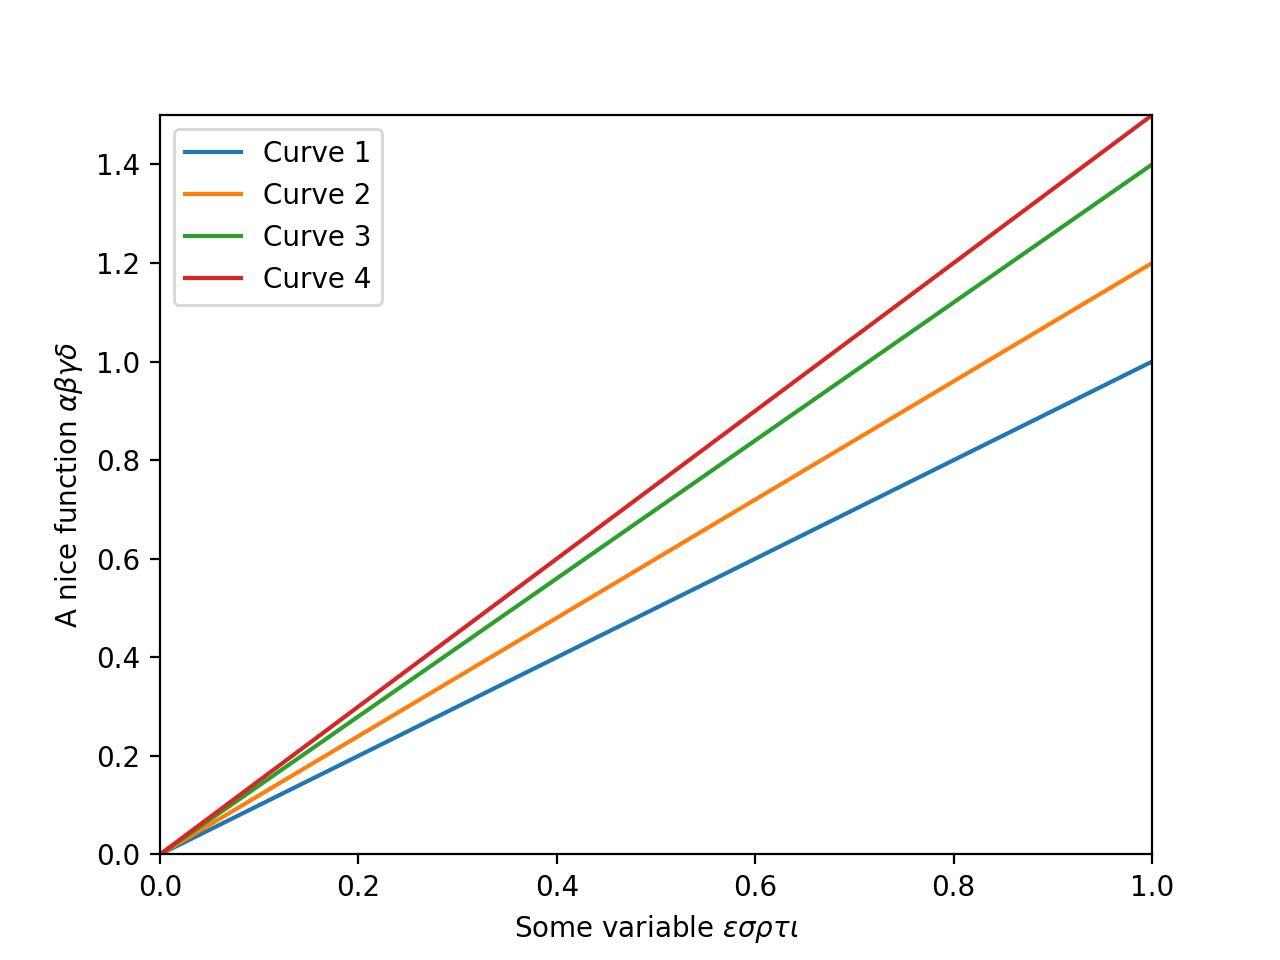 Curve 1
Curve 2
Curve 3
Curve 4
1.4
1.2
1.0
0.8
0.6
0.4
0.2
0.0
A nice function αβγδ
0.0 0.2 0.4 0.6 0.8 1.0
Some variable εσρτι